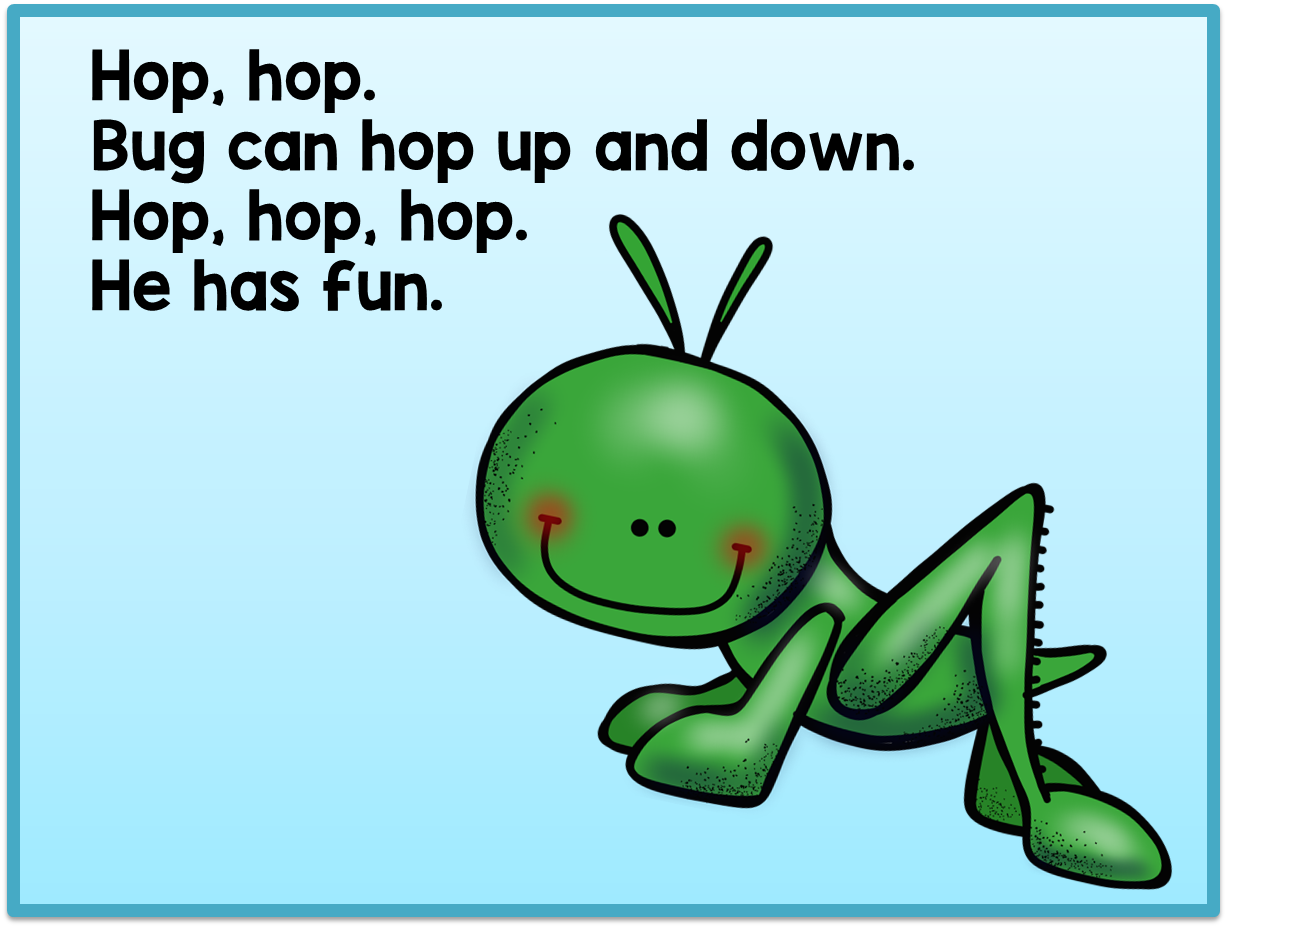 Hop, hop.
Bug can hop up and down.
Hop, hop, hop.
He has fun.